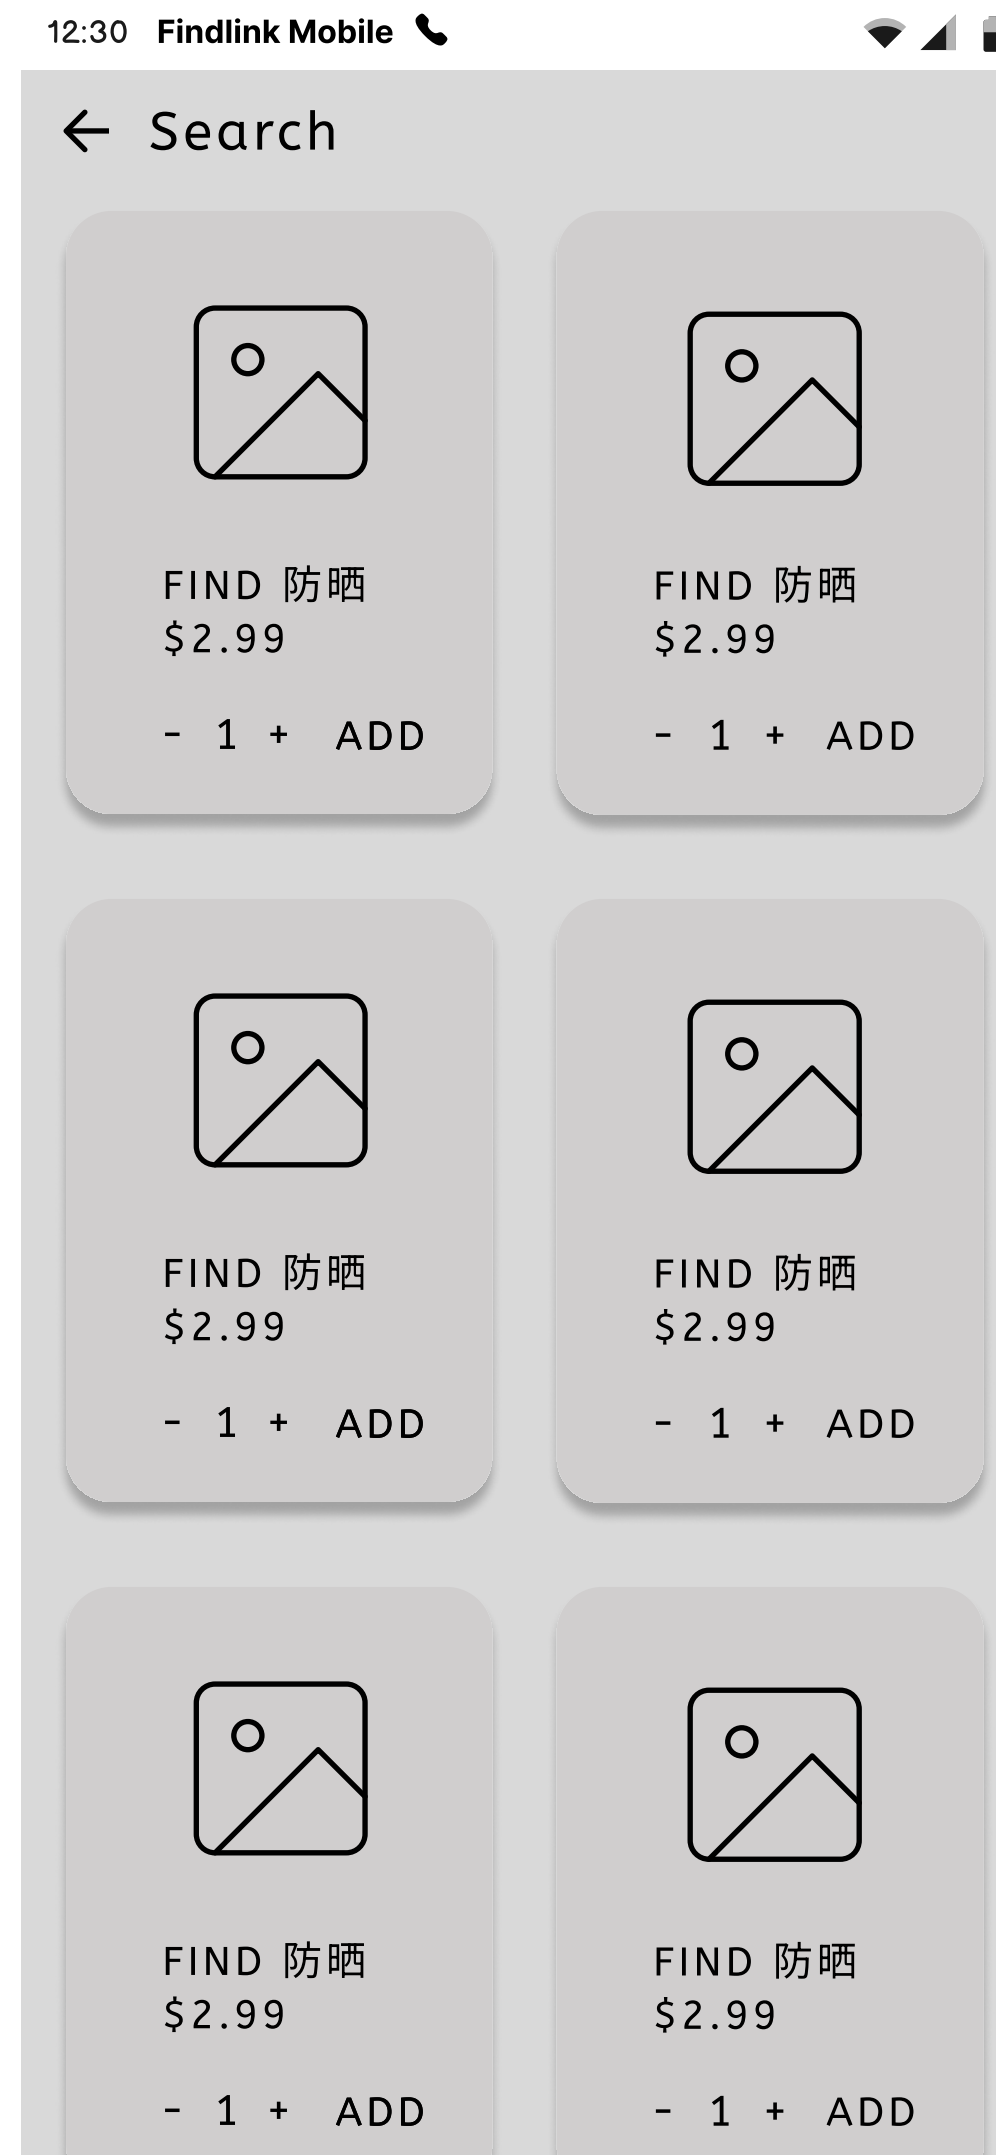 12:30 Findlink Mobile
Search
FIND 防晒
$2.99
- 1 + ADD
FIND 防晒
$2.99
- 1 + ADD
FIND 防晒
$2.99
- 1 + ADD
FIND 防晒
$2.99
- 1 + ADD
FIND 防晒
$2.99
- 1 + ADD
FIND 防晒
$2.99
- 1 + ADD